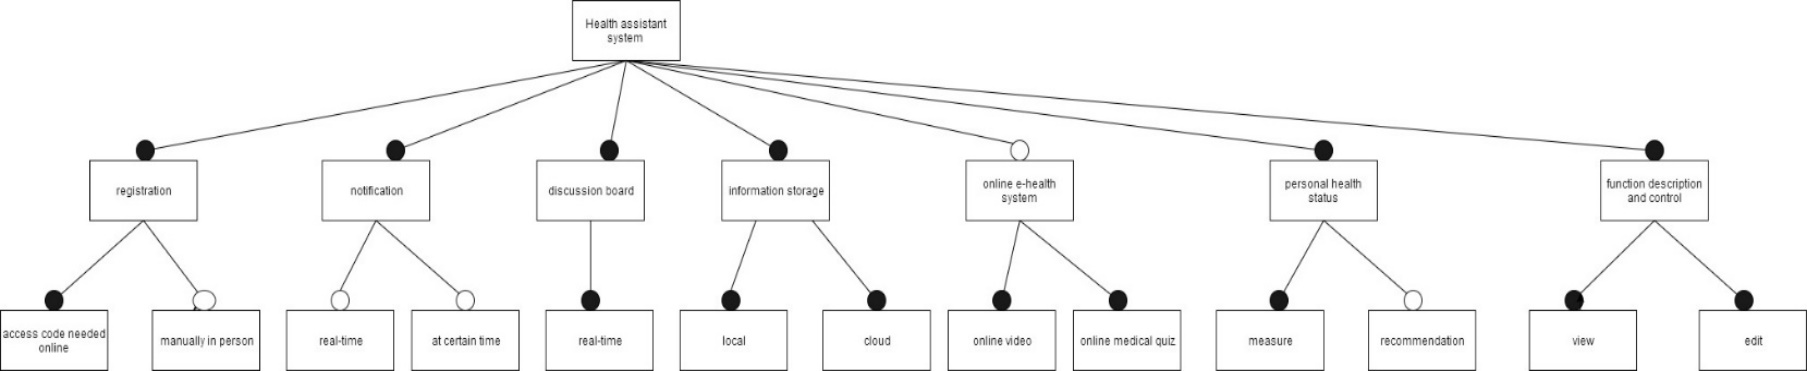 Health assistant
system
registration
notification
discussion board
information storage
online e-health
system
personal health
status
function description
and control
access code needed
online
manually in person
real-time
at certain time
real-time
local
cloud
online video
online medical quiz
measure
recommendation
view
edit